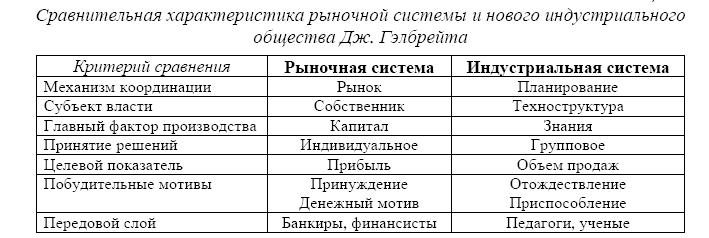 Сравнительная характеристика рыночной системы и нового индустриального
общества Дж. Гэлбрейта
Критерий сравнения Рыночная система Индустриальная система
Механизм координации Рынок Планирование
Субъект власти Собственник Техноструктура
Главный фактор производства Капитал Знания
Принятие решений Индивидуальное Групповое
Целевой показатель Прибыль Объем продаж
Побудительные мотивы Принуждение Отождествление
Денежный мотив Приспособление
Передовой слой Банкиры, финансисты Педагоги, ученые